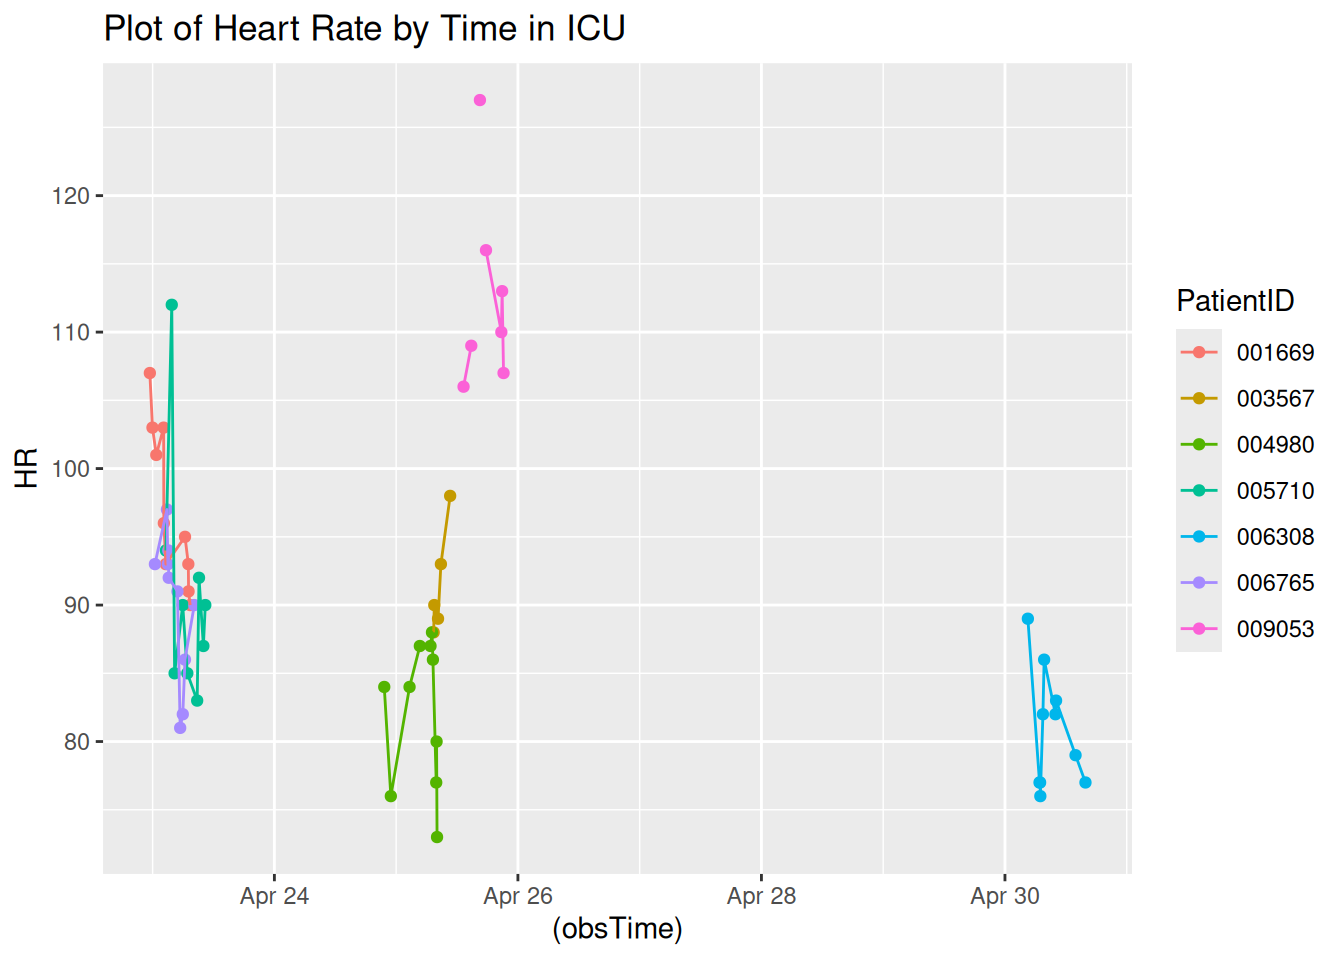 Plot of Heart Rate by Time in ICU
120
110
100
90
80
HR
Apr 24
Apr 26
Apr 28
Apr 30
(obsTime)
PatientID
001669
003567
004980
005710
006308
006765
009053